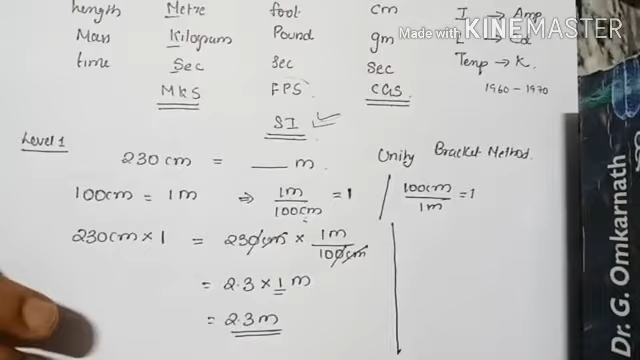 Length Metre foot cm I → Amp
Mass Kilogram Pound gm L → Cd
time Sec sec Sec Temp → K
MKS FPS CGS 1960 - 1970
SI
Level 1
230 cm = ___ m Unity Bracket Method.
100cm = 1m ⇒ 1m/100cm = 1 / 100cm/1m = 1
230cm × 1 = 230cm × 1m/100cm
= 2.3 × 1 m
= 2.3 m
Made with KINEMASTER
Dr. G. Omkarnath